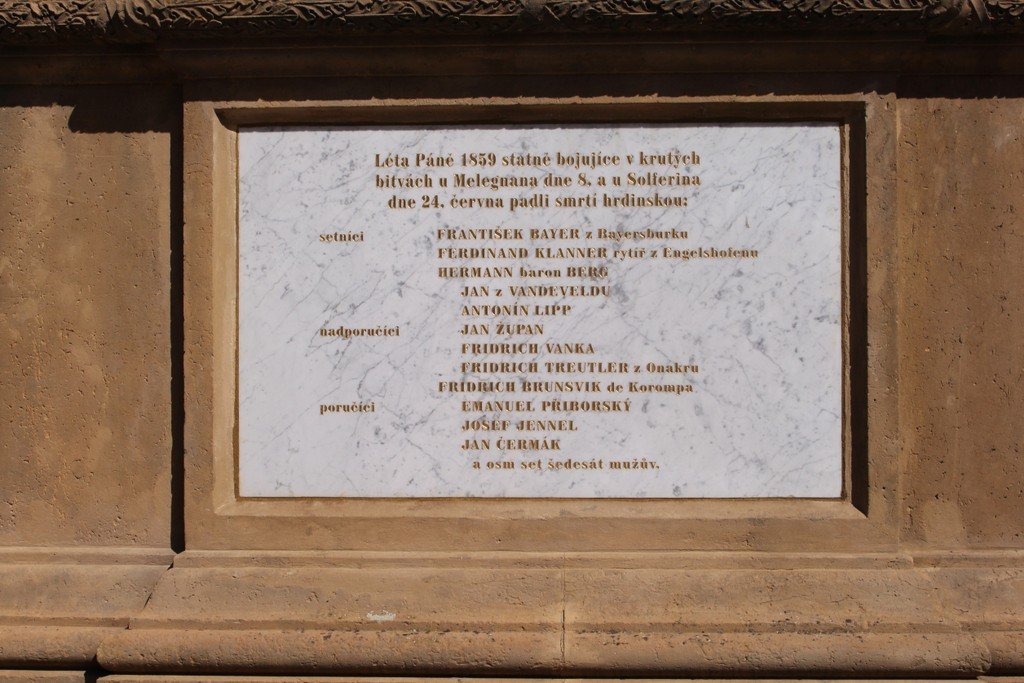 Léta Páně 1859 statně bojujíce v krutých
bitvách u Melegnana dne 8. a u Solferina
dne 24. června padli smrtí hrdinskou:
setníci FRANTIŠEK BAYER z Bayersburku
FERDINAND KLANNER rytíř z Engelshofenu
HERMANN baron BERG
JAN z VANDEVELDU
ANTONÍN LIPP
nadporučíci JAN ŽUPAN
FRIDRICH VANKA
FRIDRICH TREUTLER z Onakru
FRIDRICH BRUNSVIK de Korompa
poručíci EMANUEL PŘIBORSKÝ
JOSEF JENNEL
JAN ČERMÁK
a osm set šedesát mužův.